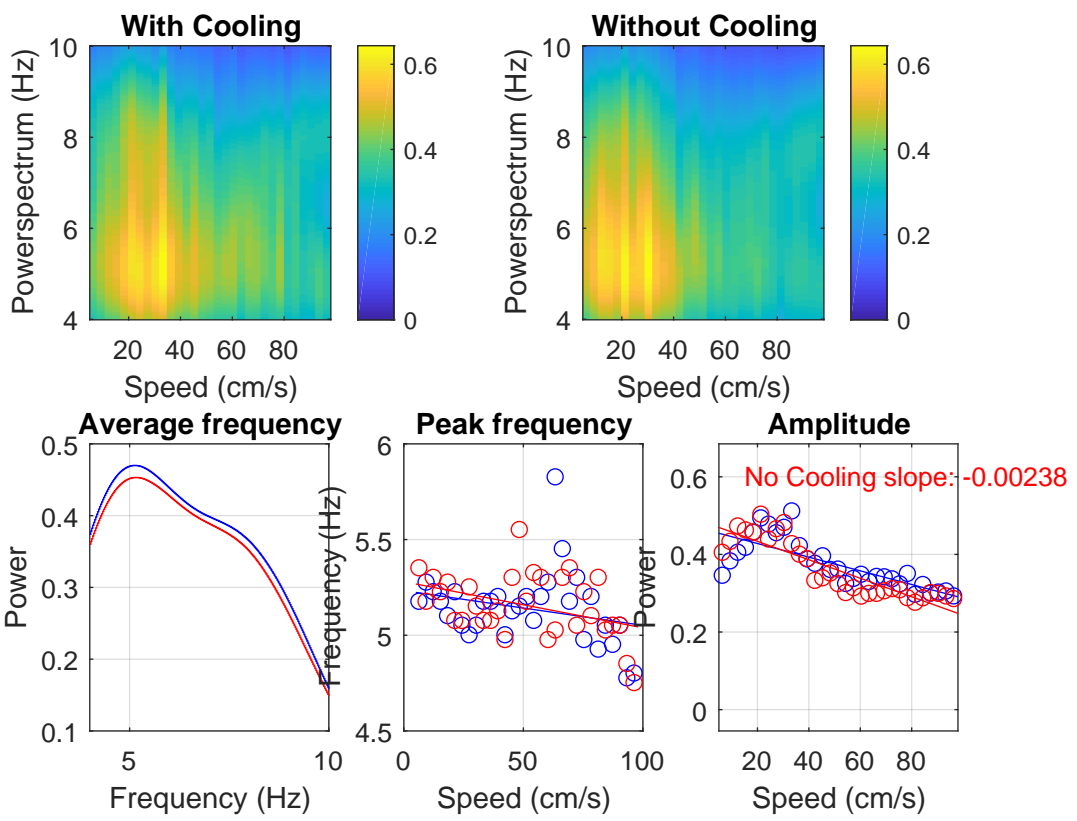 With Cooling
Powerspectrum (Hz)
10
8
6
4
20 40 60 80
Speed (cm/s)
0.6
0.4
0.2
0
Without Cooling
Powerspectrum (Hz)
10
8
6
4
20 40 60 80
Speed (cm/s)
0.6
0.4
0.2
0
Average frequency
Power
0.5
0.4
0.3
0.2
0.1
5 10
Frequency (Hz)
Peak frequency
Frequency (Hz)
6
5.5
5
4.5
0 50 100
Speed (cm/s)
Amplitude
No Cooling slope: -0.00238
Power
0.6
0.4
0.2
0
20 40 60 80
Speed (cm/s)